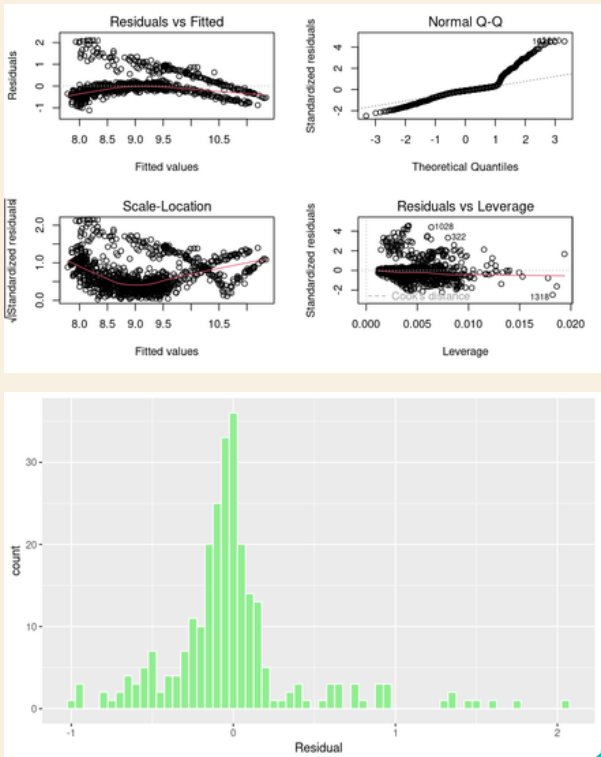 Residuals vs Fitted
Residuals
2
1
0
-1
8.0 8.5 9.0 9.5 10.5
Fitted values
Normal Q-Q
Standardized residuals
4
2
0
-2
-3 -2 -1 0 1 2 3
Theoretical Quantiles
Scale-Location
√|Standardized residuals|
2.0
1.0
0.0
8.0 8.5 9.0 9.5 10.5
Fitted values
Residuals vs Leverage
Standardized residuals
4
2
0
-2
1028
322
1318
Cook's distance
0.000 0.005 0.010 0.015 0.020
Leverage
count
30
20
10
0
-1 0 1 2
Residual